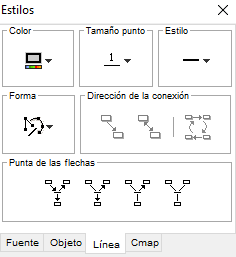 Estilos
Color Tamaño punto Estilo
1
Forma Dirección de la conexión
Punta de las flechas
Fuente Objeto Línea Cmap